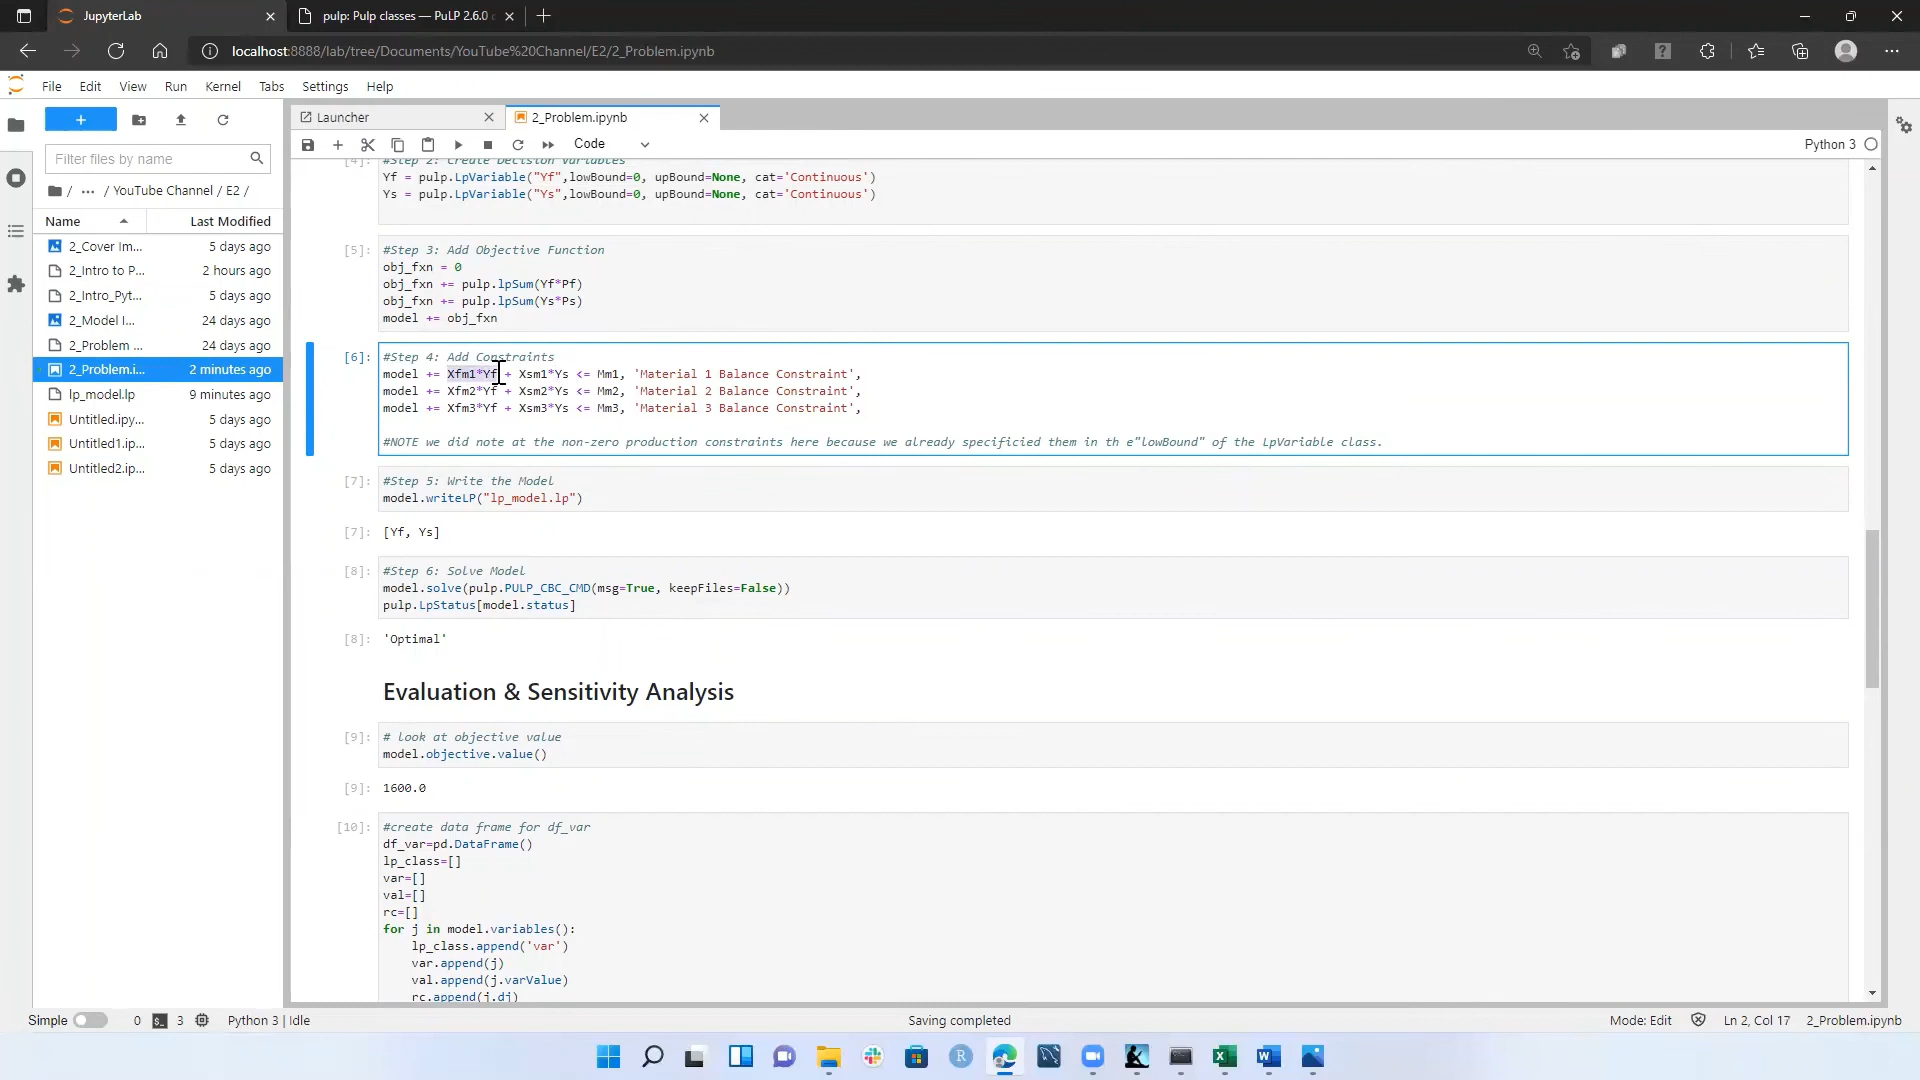 JupyterLab
pulp: Pulp classes — PuLP 2.6.0
localhost:8888/lab/tree/Documents/YouTube%20Channel/E2/2_Problem.ipynb
File Edit View Run Kernel Tabs Settings Help
Launcher
2_Problem.ipynb
Code
Python 3
Filter files by name
/ ··· / YouTube Channel / E2 /
Name Last Modified
2_Cover Im... 5 days ago
2_Intro to P... 2 hours ago
2_Intro_Pyt... 5 days ago
2_Model I... 24 days ago
2_Problem ... 24 days ago
2_Problem.i... 2 minutes ago
lp_model.lp 9 minutes ago
Untitled.ipy... 5 days ago
Untitled1.ip... 5 days ago
Untitled2.ip... 5 days ago
[4]: #Step 2: Create Decision Variables
Yf = pulp.LpVariable("Yf",lowBound=0, upBound=None, cat='Continuous')
Ys = pulp.LpVariable("Ys",lowBound=0, upBound=None, cat='Continuous')
[5]: #Step 3: Add Objective Function
obj_fxn = 0
obj_fxn += pulp.lpSum(Yf*Pf)
obj_fxn += pulp.lpSum(Ys*Ps)
model += obj_fxn
[6]: #Step 4: Add Constraints
model += Xfm1*Yf + Xsm1*Ys <= Mm1, 'Material 1 Balance Constraint',
model += Xfm2*Yf + Xsm2*Ys <= Mm2, 'Material 2 Balance Constraint',
model += Xfm3*Yf + Xsm3*Ys <= Mm3, 'Material 3 Balance Constraint',
#NOTE we did note at the non-zero production constraints here because we already specificied them in th e"lowBound" of the LpVariable class.
[7]: #Step 5: Write the Model
model.writeLP("lp_model.lp")
[7]: [Yf, Ys]
[8]: #Step 6: Solve Model
model.solve(pulp.PULP_CBC_CMD(msg=True, keepFiles=False))
pulp.LpStatus[model.status]
[8]: 'Optimal'
Evaluation & Sensitivity Analysis
[9]: # look at objective value
model.objective.value()
[9]: 1600.0
[10]: #create data frame for df_var
df_var=pd.DataFrame()
lp_class=[]
var=[]
val=[]
rc=[]
for j in model.variables():
lp_class.append('var')
var.append(j)
val.append(j.varValue)
rc.append(j.dj)
Simple 0 3 Python 3 | Idle Saving completed Mode: Edit Ln 2, Col 17 2_Problem.ipynb